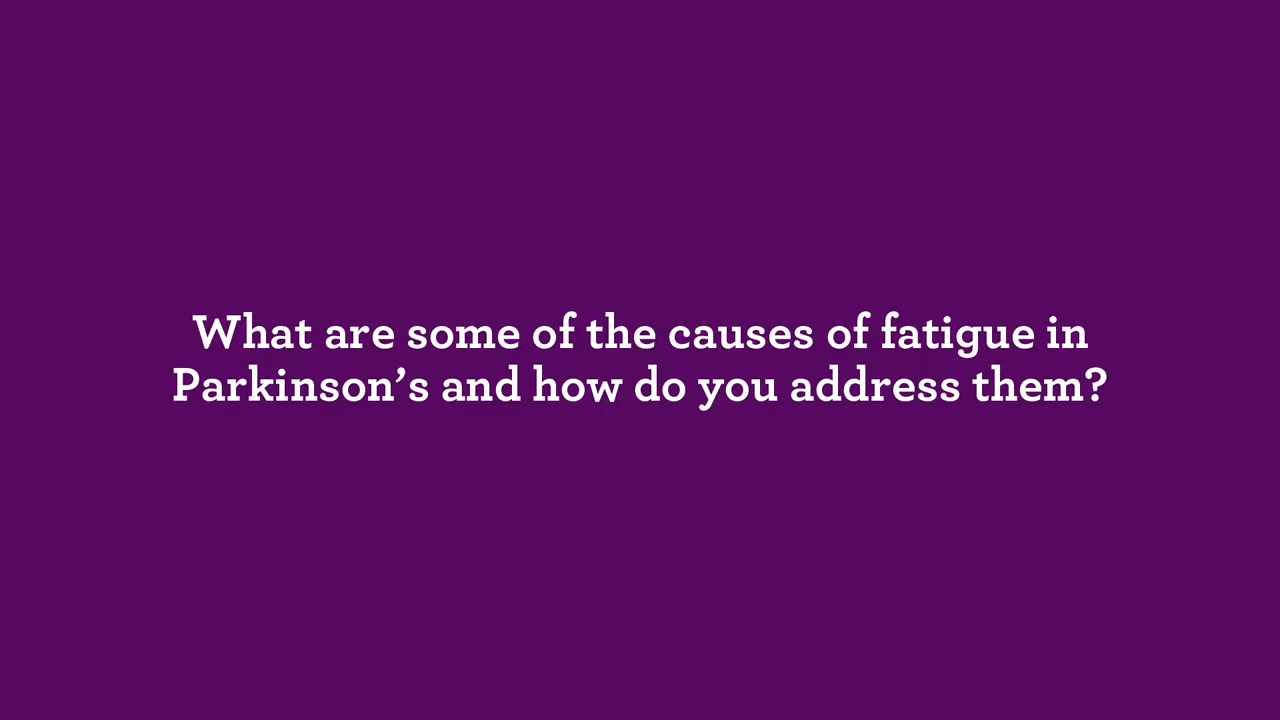 What are some of the causes of fatigue in
Parkinson’s and how do you address them?